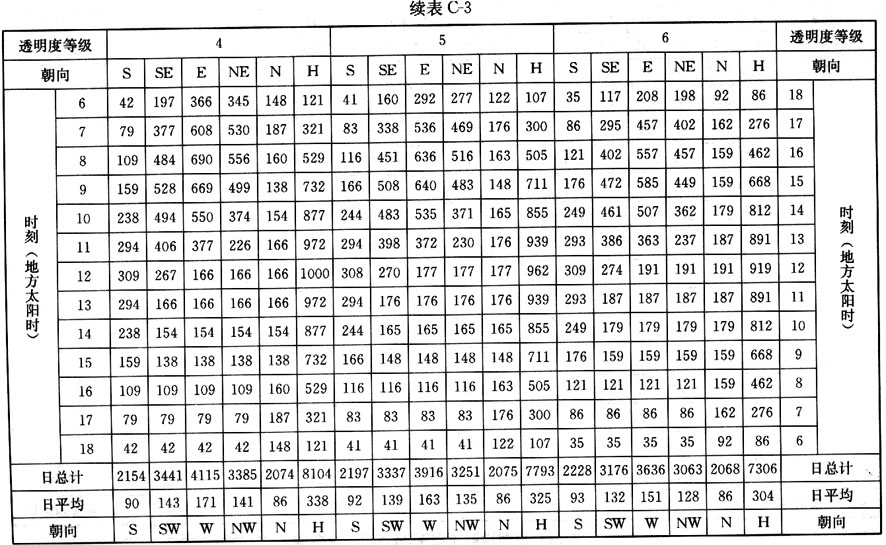 续表 C-3
透明度等级 4 5 6 透明度等级
朝向 S SE E NE N H S SE E NE N H S SE E NE N H 朝向
时刻(地方太阳时) 时刻(地方太阳时)
6 42 197 366 345 148 121 41 160 292 277 122 107 35 117 208 198 92 86 18
7 79 377 608 530 187 321 83 338 536 469 176 300 86 295 457 402 162 276 17
8 109 484 690 556 160 529 116 451 636 516 163 505 121 402 557 457 159 462 16
9 159 528 669 499 138 732 166 508 640 483 148 711 176 472 585 449 159 668 15
10 238 494 550 374 154 877 244 483 535 371 165 855 249 461 507 362 179 812 14
11 294 406 377 226 166 972 294 398 372 230 176 939 293 386 363 237 187 891 13
12 309 267 166 166 166 1000 308 270 177 177 177 962 309 274 191 191 191 919 12
13 294 166 166 166 166 972 294 176 176 176 176 939 293 187 187 187 187 891 11
14 238 154 154 154 154 877 244 165 165 165 165 855 249 179 179 179 179 812 10
15 159 138 138 138 138 732 166 148 148 148 148 711 176 159 159 159 159 668 9
16 109 109 109 109 160 529 116 116 116 116 163 505 121 121 121 121 159 462 8
17 79 79 79 79 187 321 83 83 83 83 176 300 86 86 86 86 162 276 7
18 42 42 42 42 148 121 41 41 41 41 122 107 35 35 35 35 92 86 6
日总计 2154 3441 4115 3385 2074 8104 2197 3337 3916 3251 2075 7793 2228 3176 3636 3063 2068 7306 日总计
日平均 90 143 171 141 86 338 92 139 163 135 86 325 93 132 151 128 86 304 日平均
朝向 S SW W NW N H S SW W NW N H S SW W NW N H 朝向